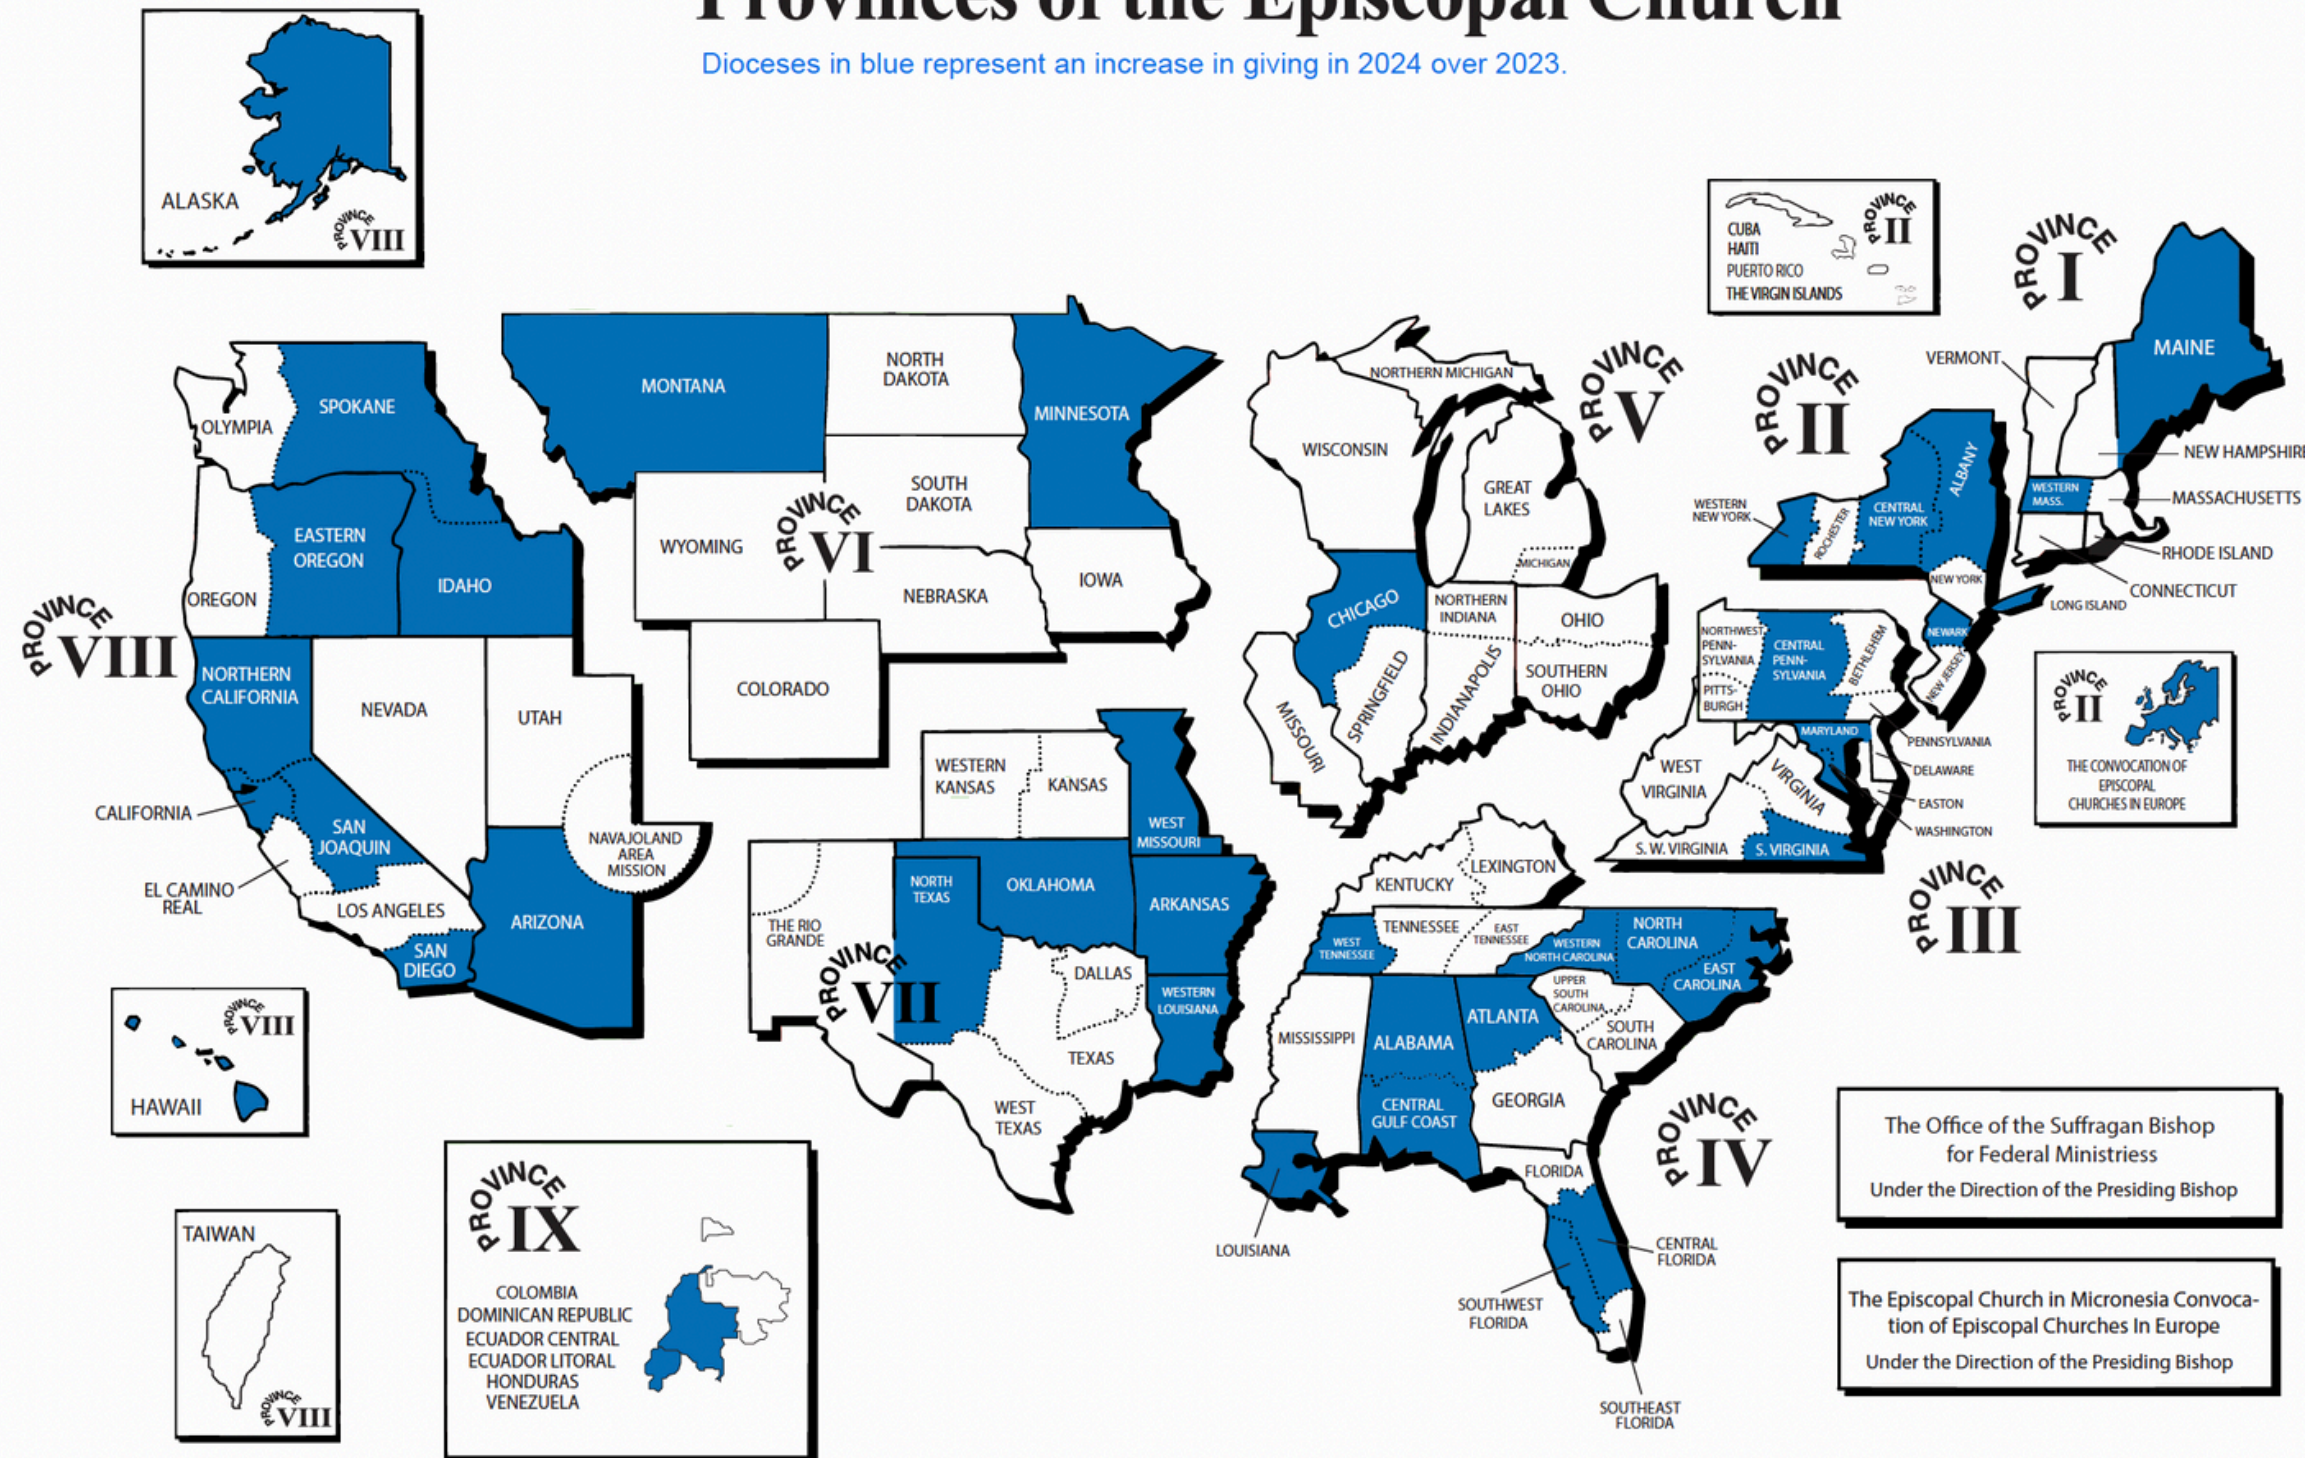 Provinces of the Episcopal Church
Dioceses in blue represent an increase in giving in 2024 over 2023.
ALASKA
PROVINCE
VIII
CUBA
HAITI
PUERTO RICO
THE VIRGIN ISLANDS
PROVINCE
II
PROVINCE
I
MAINE
VERMONT
NEW HAMPSHIRE
WESTERN
MASS.
MASSACHUSETTS
RHODE ISLAND
CONNECTICUT
PROVINCE
VIII
OLYMPIA
SPOKANE
OREGON
EASTERN
OREGON
IDAHO
NORTHERN
CALIFORNIA
NEVADA
UTAH
CALIFORNIA
SAN
JOAQUIN
EL CAMINO
REAL
LOS ANGELES
SAN
DIEGO
ARIZONA
NAVAJOLAND
AREA
MISSION
MONTANA
NORTH
DAKOTA
MINNESOTA
SOUTH
DAKOTA
WYOMING
PROVINCE
VI
NEBRASKA
IOWA
COLORADO
PROVINCE
V
NORTHERN MICHIGAN
WISCONSIN
GREAT
LAKES
MICHIGAN
CHICAGO
NORTHERN
INDIANA
OHIO
SPRINGFIELD
INDIANAPOLIS
SOUTHERN
OHIO
MISSOURI
PROVINCE
II
WESTERN
NEW YORK
ROCHESTER
CENTRAL
NEW YORK
ALBANY
NEW YORK
LONG ISLAND
NEWARK
NEW JERSEY
PROVINCE
II
THE CONVOCATION OF
EPISCOPAL
CHURCHES IN EUROPE
NORTHWEST
PENN-
SYLVANIA
CENTRAL
PENN-
SYLVANIA
BETHLEHEM
PITTS-
BURGH
PENNSYLVANIA
MARYLAND
DELAWARE
EASTON
WASHINGTON
WEST
VIRGINIA
VIRGINIA
S. W. VIRGINIA
S. VIRGINIA
PROVINCE
III
WESTERN
KANSAS
KANSAS
WEST
MISSOURI
THE RIO
GRANDE
NORTH
TEXAS
OKLAHOMA
ARKANSAS
PROVINCE
VII
DALLAS
WESTERN
LOUISIANA
TEXAS
WEST
TEXAS
KENTUCKY
LEXINGTON
WEST
TENNESSEE
TENNESSEE
EAST
TENNESSEE
WESTERN
NORTH CAROLINA
NORTH
CAROLINA
EAST
CAROLINA
UPPER
SOUTH
CAROLINA
SOUTH
CAROLINA
MISSISSIPPI
ALABAMA
ATLANTA
CENTRAL
GULF COAST
GEORGIA
PROVINCE
IV
FLORIDA
LOUISIANA
CENTRAL
FLORIDA
SOUTHWEST
FLORIDA
SOUTHEAST
FLORIDA
PROVINCE
VIII
HAWAII
TAIWAN
PROVINCE
VIII
PROVINCE
IX
COLOMBIA
DOMINICAN REPUBLIC
ECUADOR CENTRAL
ECUADOR LITORAL
HONDURAS
VENEZUELA
The Office of the Suffragan Bishop
for Federal Ministriess
Under the Direction of the Presiding Bishop
The Episcopal Church in Micronesia Convoca-
tion of Episcopal Churches In Europe
Under the Direction of the Presiding Bishop